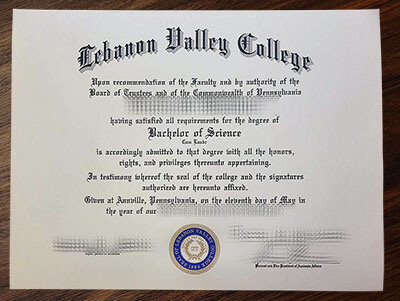 Lebanon Valley College
Upon recommendation of the Faculty and by authority of the
Board of Trustees and of the Commonwealth of Pennsylvania
having satisfied all requirements for the degree of
Bachelor of Science
Cum Laude
is accordingly admitted to that degree with all the honors,
rights, and privileges thereunto appertaining.
In testimony whereof the seal of the college and the signatures
authorized are hereunto affixed.
Given at Annville, Pennsylvania, on the eleventh day of May in
the year of our